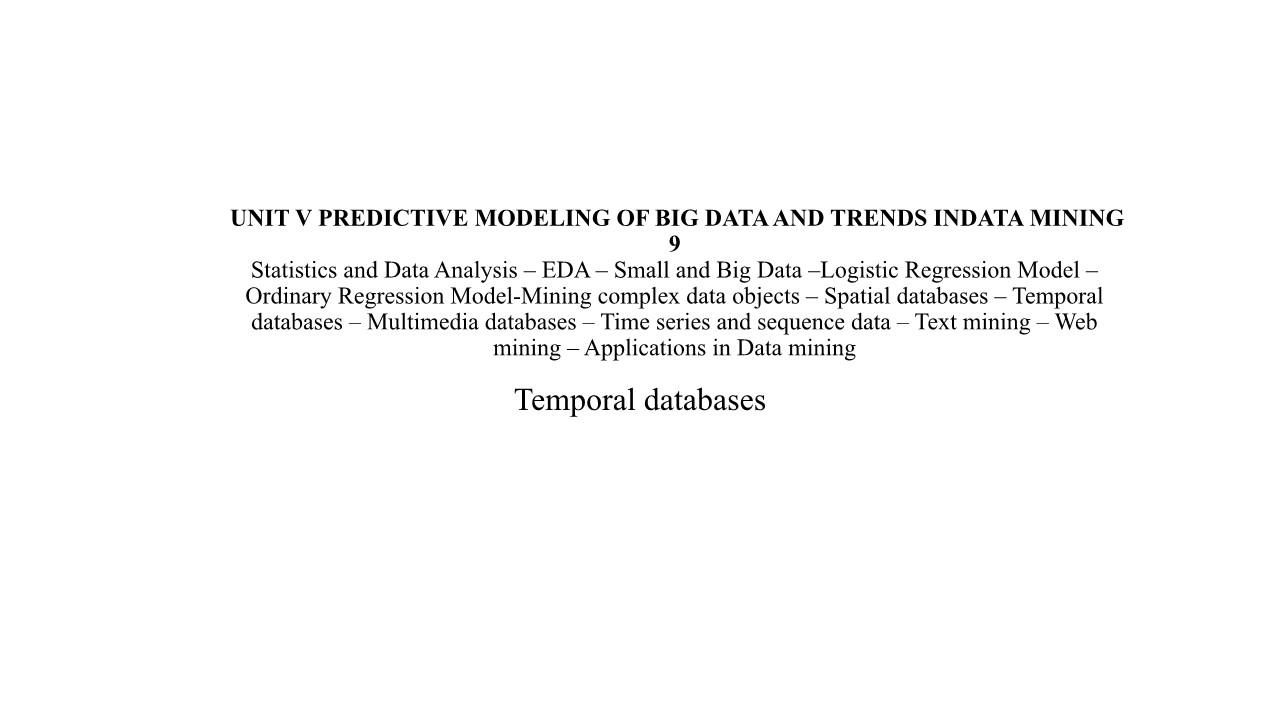 UNIT V PREDICTIVE MODELING OF BIG DATA AND TRENDS INDATA MINING
9
Statistics and Data Analysis – EDA – Small and Big Data –Logistic Regression Model –
Ordinary Regression Model-Mining complex data objects – Spatial databases – Temporal
databases – Multimedia databases – Time series and sequence data – Text mining – Web
mining – Applications in Data mining
Temporal databases